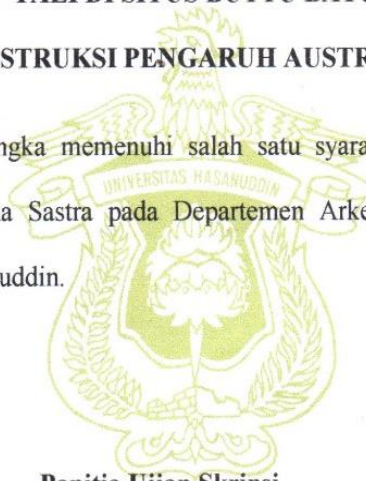 TALI DI SITUS BUTTU BATU
STRUKSI PENGARUH AUSTR
ngka memenuhi salah satu syara
UNIVERSITAS HASANUDDIN
na Sastra pada Departemen Arke
uddin.
Panitia Ujian Skripsi